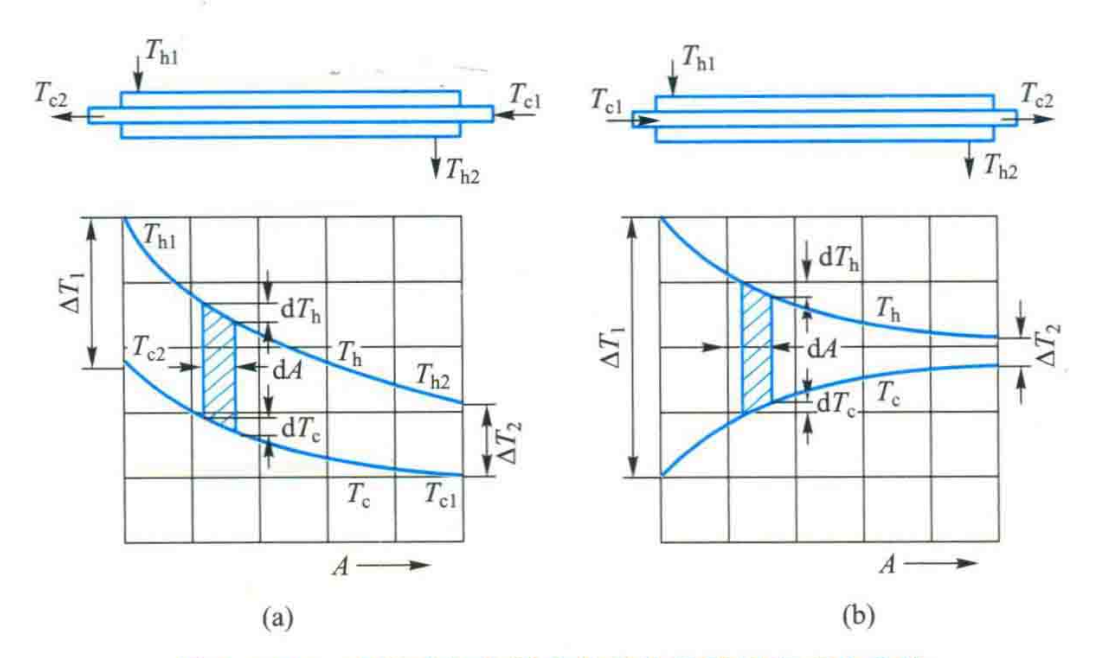 T_h1
T_c2
T_c1
T_h2
T_h1
ΔT_1
dT_h
T_c2
T_h
dA
T_h2
dT_c
ΔT_2
T_c
T_c1
A
(a)
T_h1
T_c1
T_c2
T_h2
dT_h
T_h
ΔT_1
dA
ΔT_2
dT_c
T_c
A
(b)